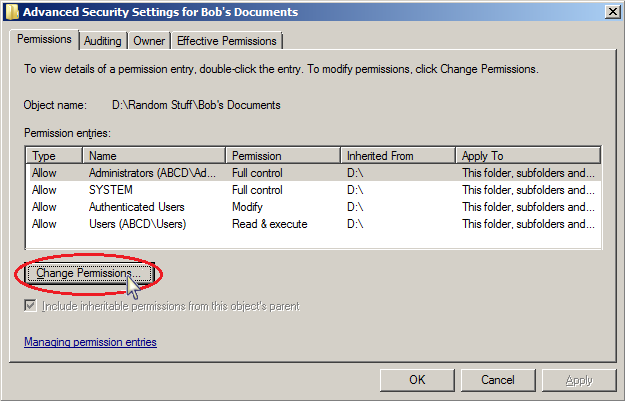 Advanced Security Settings for Bob's Documents
Permissions Auditing Owner Effective Permissions
To view details of a permission entry, double-click the entry. To modify permissions, click Change Permissions.
Object name: D:\Random Stuff\Bob's Documents
Permission entries:
Type Name Permission Inherited From Apply To
Allow Administrators (ABCD\Ad... Full control D:\ This folder, subfolders and...
Allow SYSTEM Full control D:\ This folder, subfolders and...
Allow Authenticated Users Modify D:\ This folder, subfolders and...
Allow Users (ABCD\Users) Read & execute D:\ This folder, subfolders and...
Change Permissions...
Include inheritable permissions from this object's parent
Managing permission entries
OK Cancel Apply